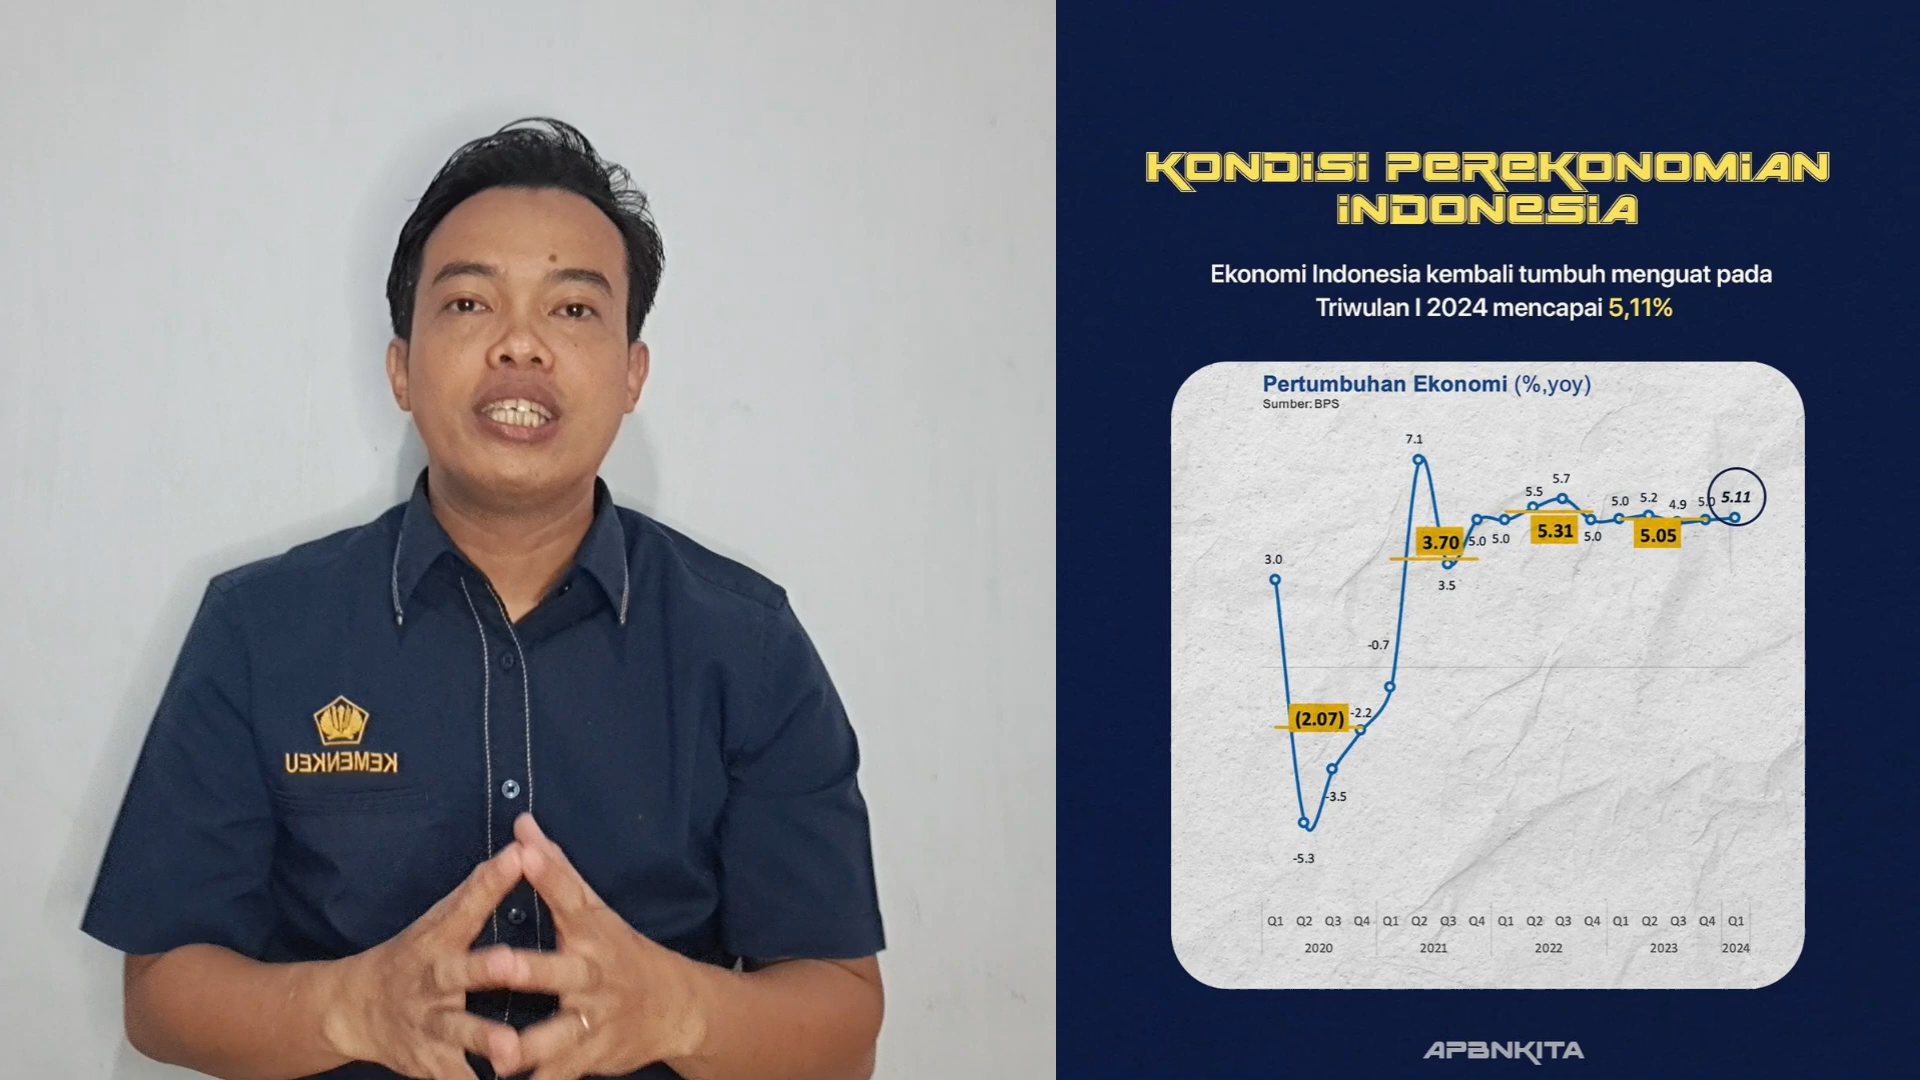 KEMENKEU
KONDISI PEREKONOMIAN
INDONESIA
Ekonomi Indonesia kembali tumbuh menguat pada
Triwulan I 2024 mencapai 5,11%
Pertumbuhan Ekonomi (%,yoy)
Sumber: BPS
7.1
5.7
5.5
5.0 5.2 4.9 5.0 5.11
3.70 5.0 5.0 5.31 5.0 5.05
3.0
3.5
-0.7
(2.07) -2.2
-3.5
-5.3
Q1 Q2 Q3 Q4 Q1 Q2 Q3 Q4 Q1 Q2 Q3 Q4 Q1 Q2 Q3 Q4 Q1
2020 2021 2022 2023 2024
APBNKITA